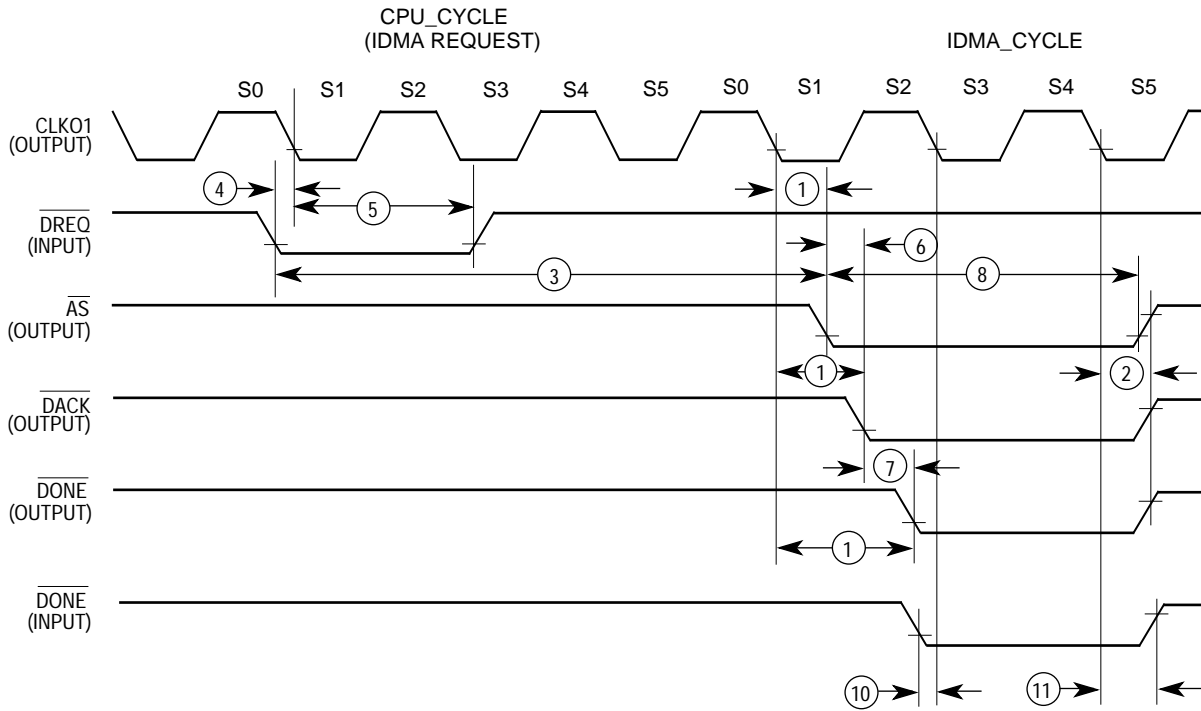 CPU_CYCLE
(IDMA REQUEST)
IDMA_CYCLE
S0 S1 S2 S3 S4 S5 S0 S1 S2 S3 S4 S5
CLKO1
(OUTPUT)
4
5
1
DREQ
(INPUT)
6
3
8
AS
(OUTPUT)
1
2
DACK
(OUTPUT)
7
DONE
(OUTPUT)
1
DONE
(INPUT)
10
11